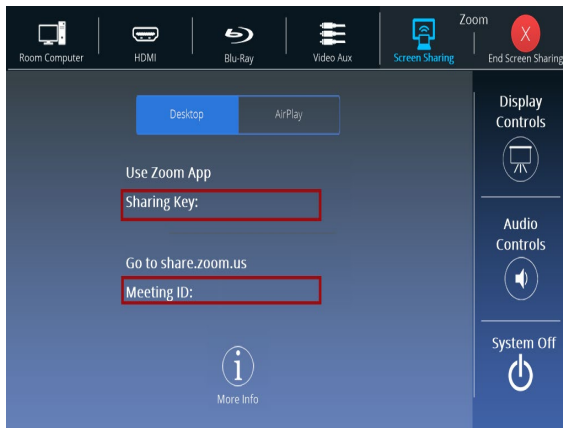 Zoom
Room Computer
HDMI
Blu-Ray
Video Aux
Screen Sharing
X
End Screen Sharing
Desktop
AirPlay
Use Zoom App
Sharing Key:
Go to share.zoom.us
Meeting ID:
i
More Info
Display
Controls
Audio
Controls
System Off